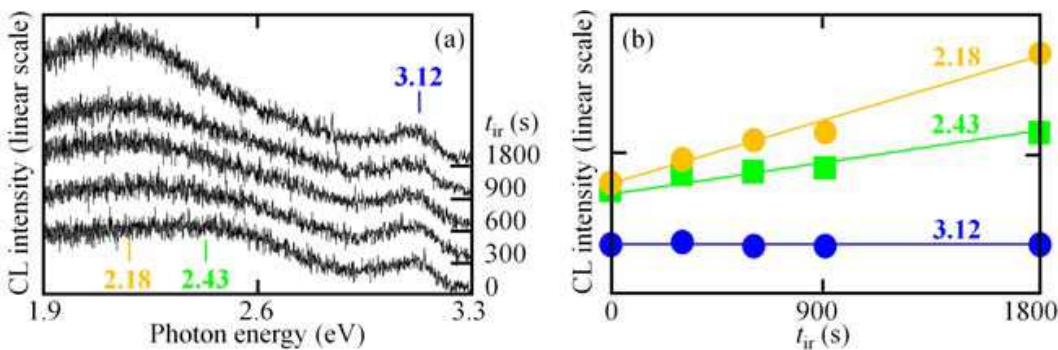 CL intensity (linear scale)
(a)
3.12
t_ir (s)
1800
900
600
300
0
2.18
2.43
1.9
2.6
3.3
Photon energy (eV)
CL intensity (linear scale)
(b)
2.18
2.43
3.12
0
900
1800
t_ir (s)